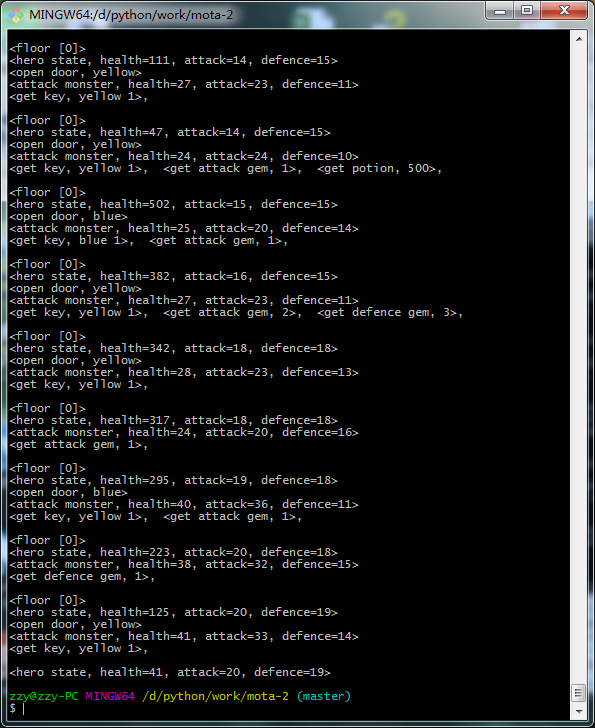 MINGW64:/d/python/work/mota-2
<floor [0]>
<hero state, health=111, attack=14, defence=15>
<open door, yellow>
<attack monster, health=27, attack=23, defence=11>
<get key, yellow 1>,
<floor [0]>
<hero state, health=47, attack=14, defence=15>
<open door, yellow>
<attack monster, health=24, attack=24, defence=10>
<get key, yellow 1>,  <get attack gem, 1>,  <get potion, 500>,
<floor [0]>
<hero state, health=502, attack=15, defence=15>
<open door, blue>
<attack monster, health=25, attack=20, defence=14>
<get key, blue 1>,  <get attack gem, 1>,
<floor [0]>
<hero state, health=382, attack=16, defence=15>
<open door, yellow>
<attack monster, health=27, attack=23, defence=11>
<get key, yellow 1>,  <get attack gem, 2>,  <get defence gem, 3>,
<floor [0]>
<hero state, health=342, attack=18, defence=18>
<open door, yellow>
<attack monster, health=28, attack=23, defence=13>
<get key, yellow 1>,
<floor [0]>
<hero state, health=317, attack=18, defence=18>
<attack monster, health=24, attack=20, defence=16>
<get attack gem, 1>,
<floor [0]>
<hero state, health=295, attack=19, defence=18>
<open door, blue>
<attack monster, health=40, attack=36, defence=11>
<get key, yellow 1>,  <get attack gem, 1>,
<floor [0]>
<hero state, health=223, attack=20, defence=18>
<attack monster, health=38, attack=32, defence=15>
<get defence gem, 1>,
<floor [0]>
<hero state, health=125, attack=20, defence=19>
<open door, yellow>
<attack monster, health=41, attack=33, defence=14>
<get key, yellow 1>,
<hero state, health=41, attack=20, defence=19>
zzy@zzy-PC MINGW64 /d/python/work/mota-2 (master)
$